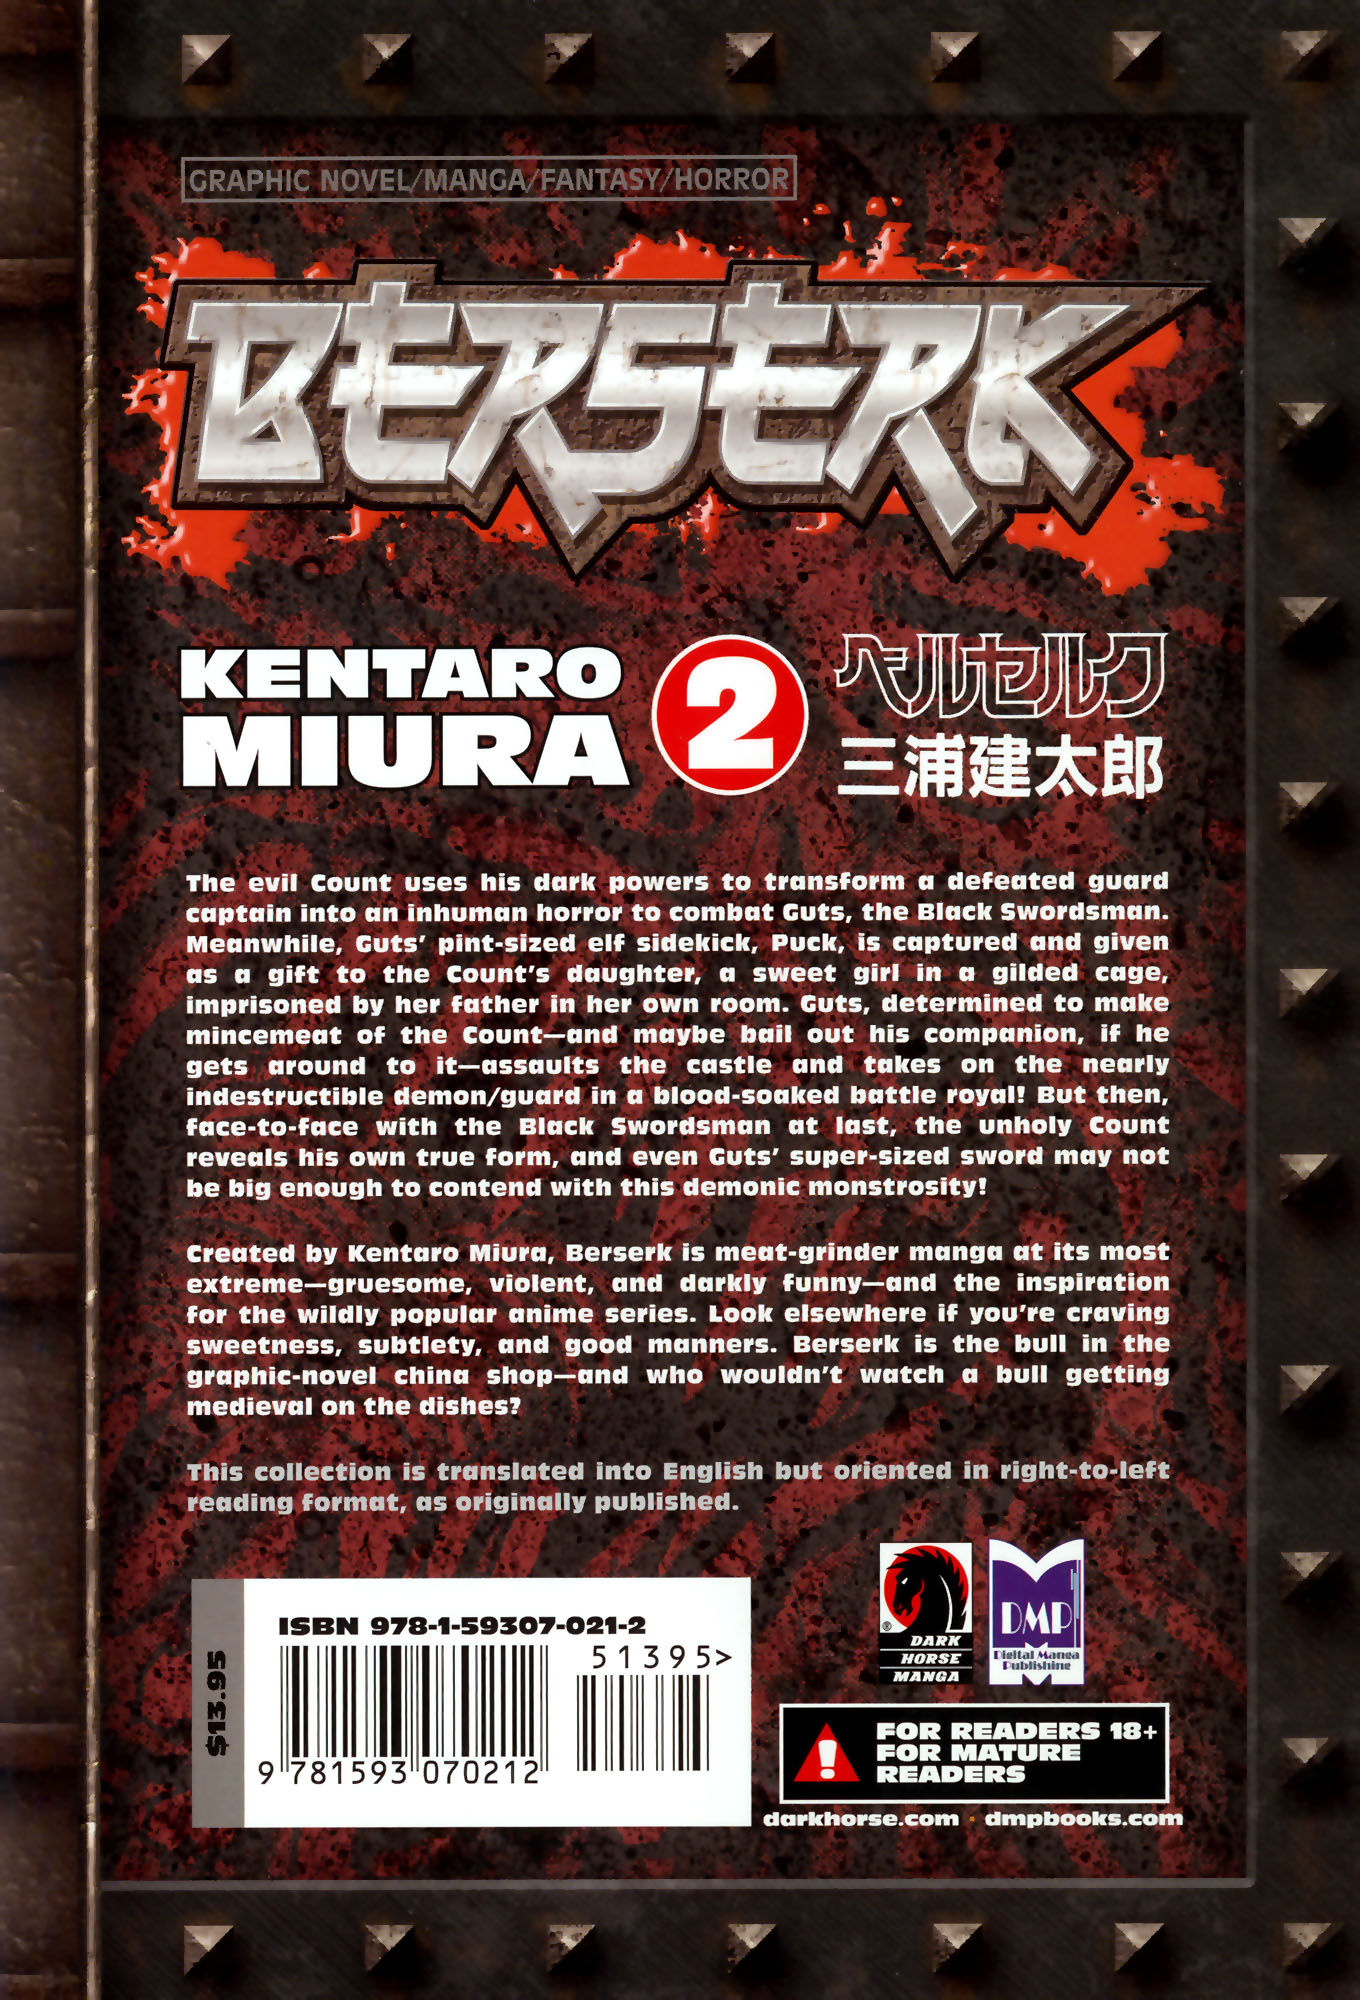 GRAPHIC NOVEL/MANGA/FANTASY/HORROR
BERSERK
KENTARO
MIURA
2
ベルセルク
三浦建太郎
The evil Count uses his dark powers to transform a defeated guard
captain into an inhuman horror to combat Guts, the Black Swordsman.
Meanwhile, Guts' pint-sized elf sidekick, Puck, is captured and given
as a gift to the Count's daughter, a sweet girl in a gilded cage,
imprisoned by her father in her own room. Guts, determined to make
mincemeat of the Count—and maybe bail out his companion, if he
gets around to it—assaults the castle and takes on the nearly
indestructible demon/guard in a blood-soaked battle royal! But then,
face-to-face with the Black Swordsman at last, the unholy Count
reveals his own true form, and even Guts' super-sized sword may not
be big enough to contend with this demonic monstrosity!
Created by Kentaro Miura, Berserk is meat-grinder manga at its most
extreme—gruesome, violent, and darkly funny—and the inspiration
for the wildly popular anime series. Look elsewhere if you're craving
sweetness, subtlety, and good manners. Berserk is the bull in the
graphic-novel china shop—and who wouldn't watch a bull getting
medieval on the dishes?
This collection is translated into English but oriented in right-to-left
reading format, as originally published.
$13.95
ISBN 978-1-59307-021-2
51395>
9 781593 070212
®
DARK
HORSE
MANGA
DMP
Digital Manga
Publishing
!
FOR READERS 18+
FOR MATURE
READERS
darkhorse.com · dmpbooks.com